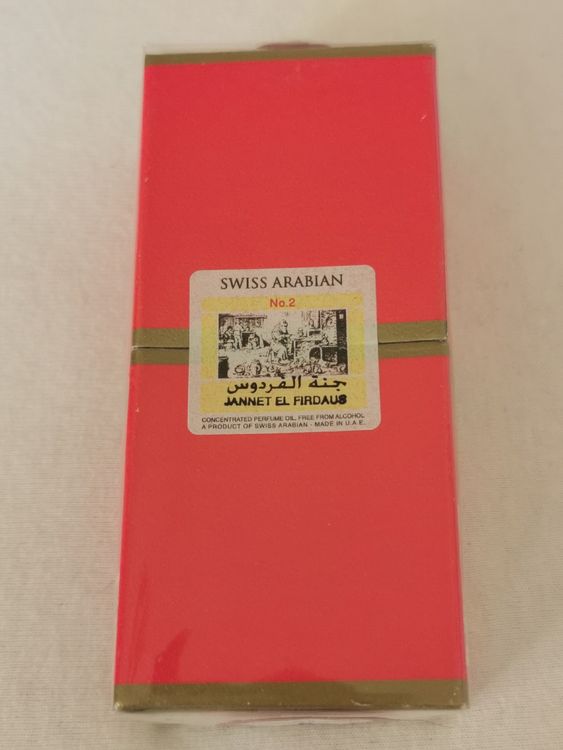 SWISS ARABIAN
No.2
جنة الفردوس
JANNET EL FIRDAUS
CONCENTRATED PERFUME OIL, FREE FROM ALCOHOL
A PRODUCT OF SWISS ARABIAN - MADE IN U.A.E.